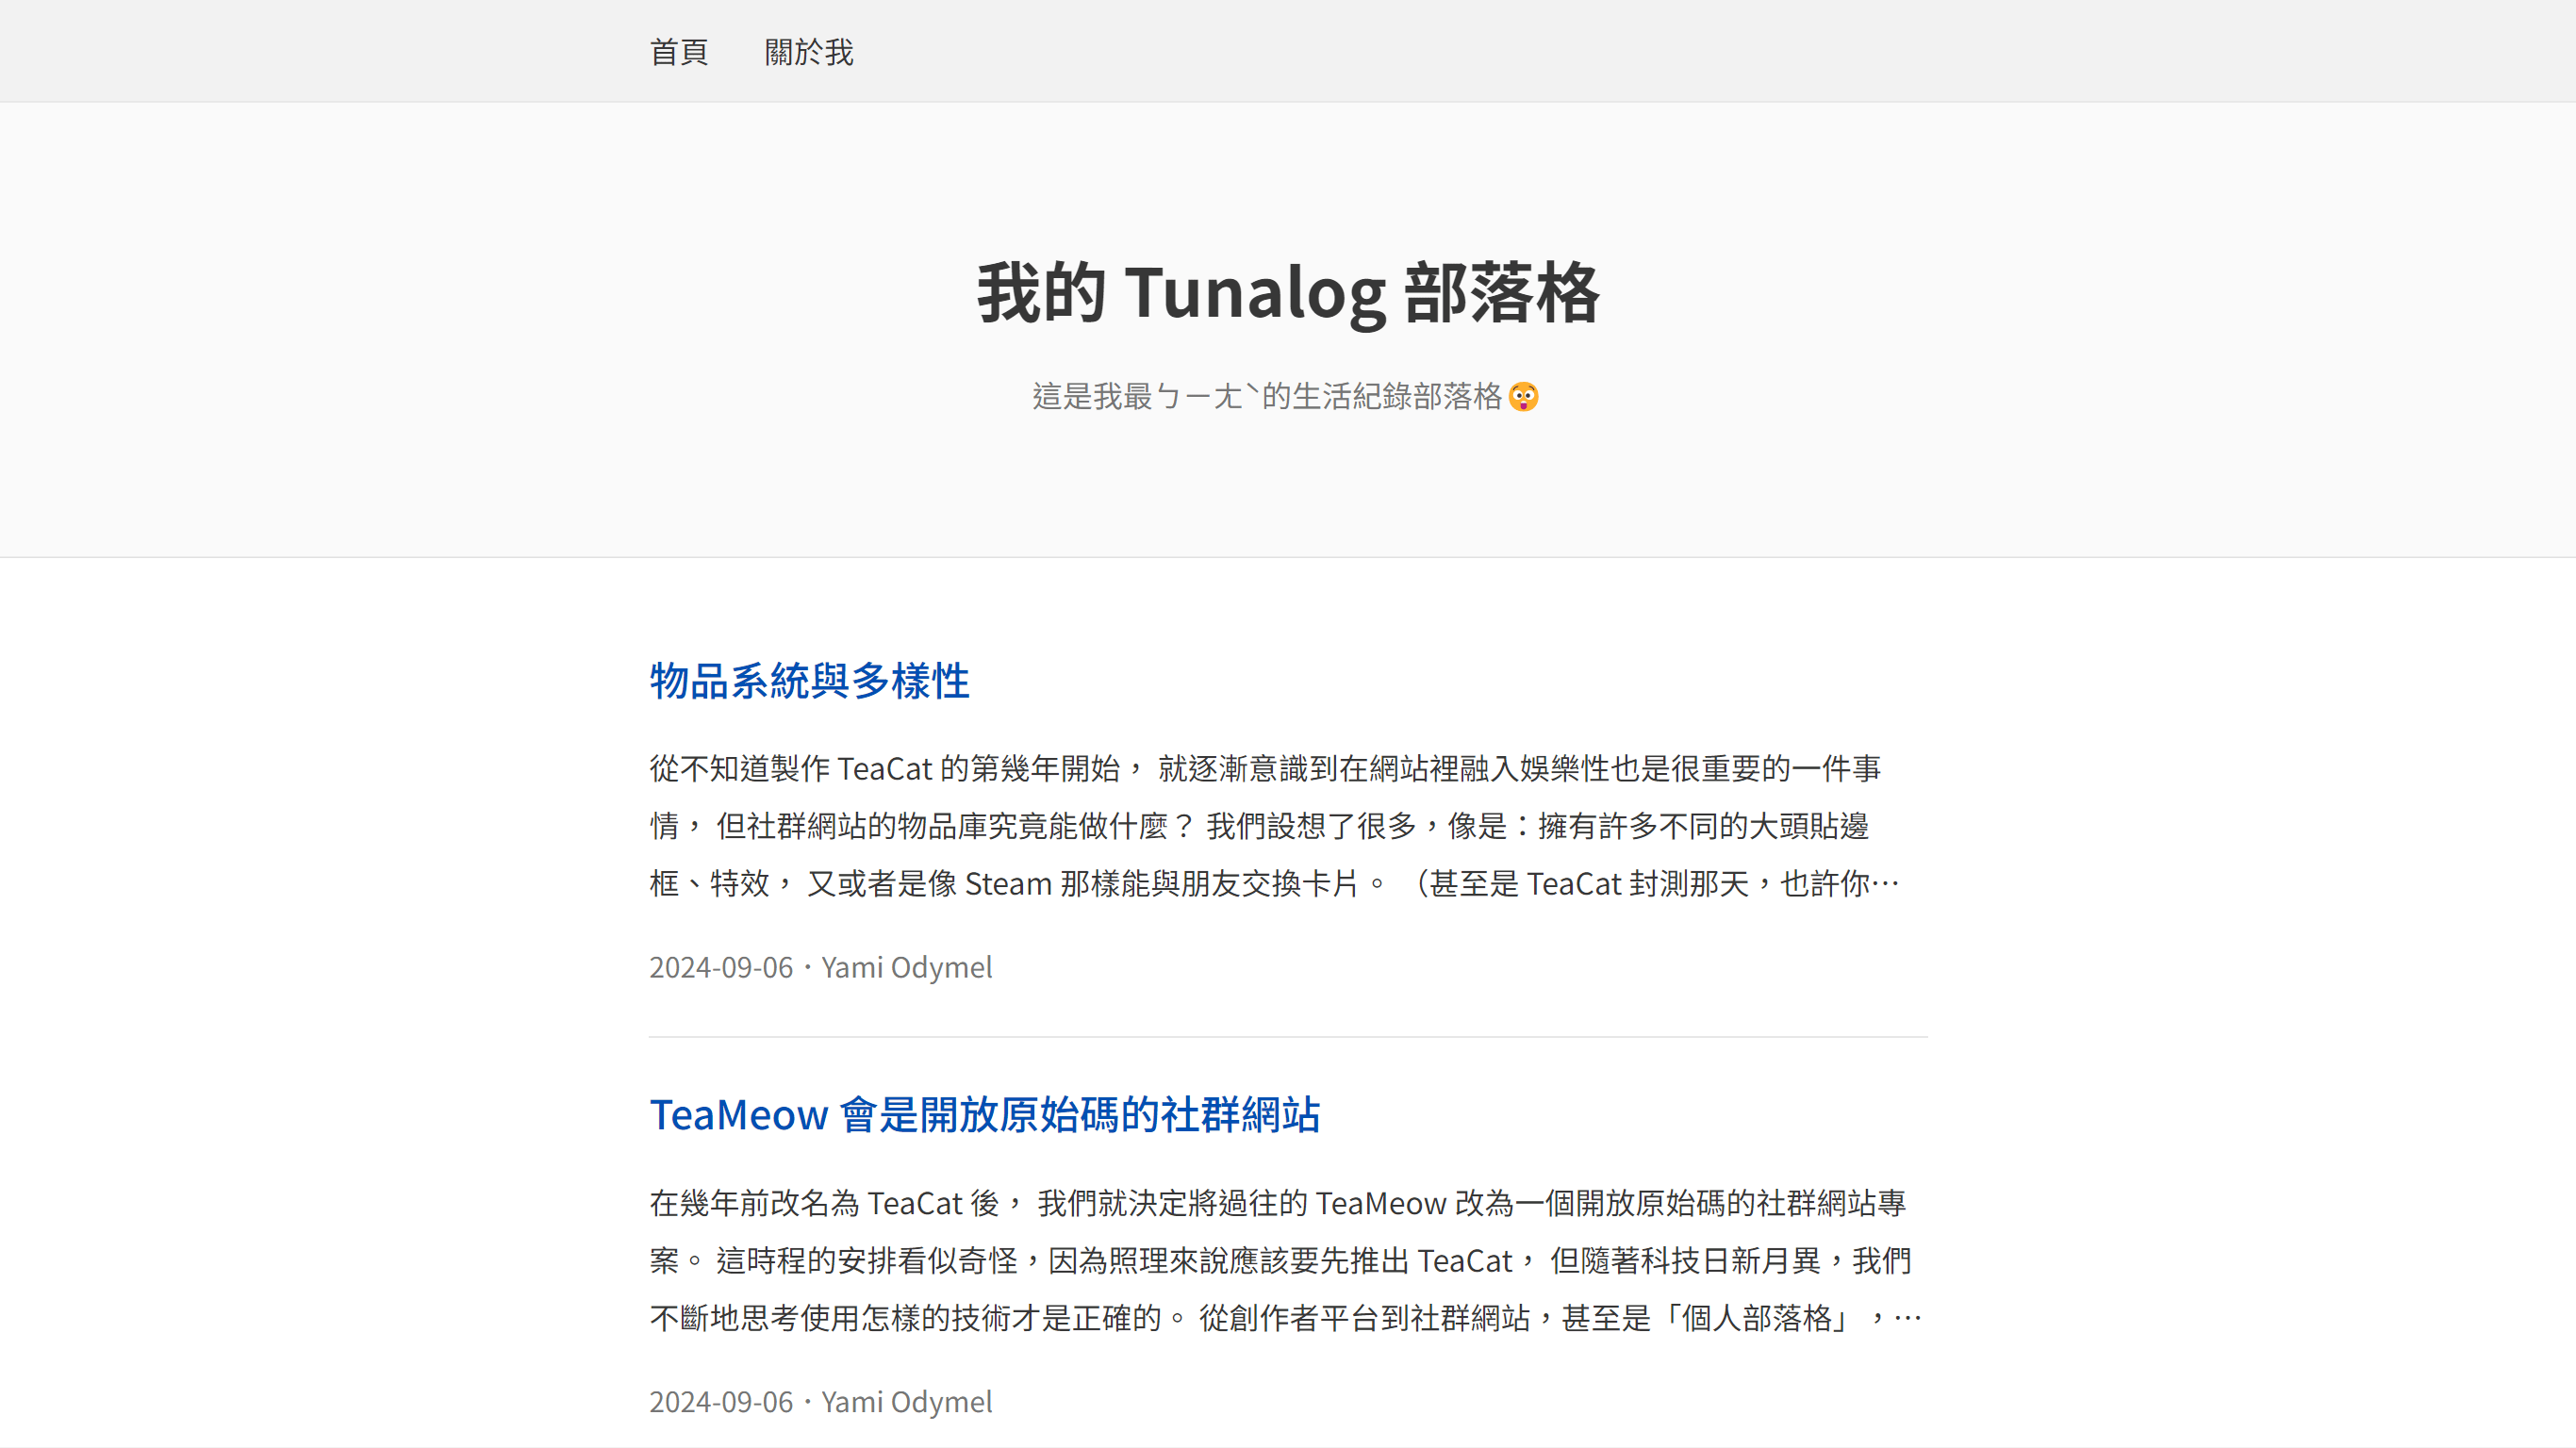 首頁 關於我
我的 Tunalog 部落格
這是我最ㄅㄧㄤˋ的生活紀錄部落格😳
物品系統與多樣性
從不知道製作 TeaCat 的第幾年開始， 就逐漸意識到在網站裡融入娛樂性也是很重要的一件事
情， 但社群網站的物品庫究竟能做什麼？ 我們設想了很多，像是：擁有許多不同的大頭貼邊
框、特效， 又或者是像 Steam 那樣能與朋友交換卡片。 （甚至是 TeaCat 封測那天，也許你…
2024-09-06・Yami Odymel
TeaMeow 會是開放原始碼的社群網站
在幾年前改名為 TeaCat 後， 我們就決定將過往的 TeaMeow 改為一個開放原始碼的社群網站專
案。 這時程的安排看似奇怪，因為照理來說應該要先推出 TeaCat， 但隨著科技日新月異，我們
不斷地思考使用怎樣的技術才是正確的。 從創作者平台到社群網站，甚至是「個人部落格」，…
2024-09-06・Yami Odymel